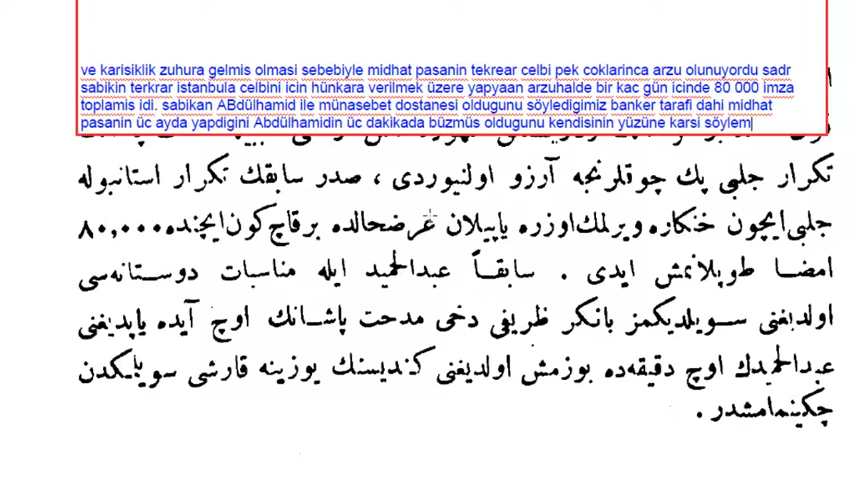 ve karisiklik zuhura gelmis olmasi sebebiyle midhat pasanin tekrear celbi pek coklarinca arzu olunuyordu sadr
sabikin terkrar istanbula celbini icin hünkara verilmek üzere yapyaan arzuhalde bir kac gün icinde 80 000 imza
toplamis idi. sabikan ABdülhamid ile münasebet dostanesi oldugunu söyledigimiz banker tarafi dahi midhat
pasanin üc ayda yapdigini Abdülhamidin üc dakikada büzmüs oldugunu kendisinin yüzüne karsi söylem
تكرار جلبی پك چوقلرنجه آرزو اولنیوردی ، صدر سابقك تكرار استانبوله
جلبی ایچون خنكاره ویرلمك اوزره یاپیلان عرضحالده برقاچ كون ایچنده ۸۰,۰۰۰
امضا طوپلانمش ایدی . سابقاً عبدالحمید ایله مناسبات دوستانه‌سی
اولدیغنی سویلدیكمز بانكر ظریفی دخی مدحت پاشانك اوچ آیده یاپدیغنی
عبدالحمیدك اوچ دقیقه‌ده بوزمش اولدیغنی كندیسنك یوزینه قارشی سویلمكدن
چكینمامشدر .